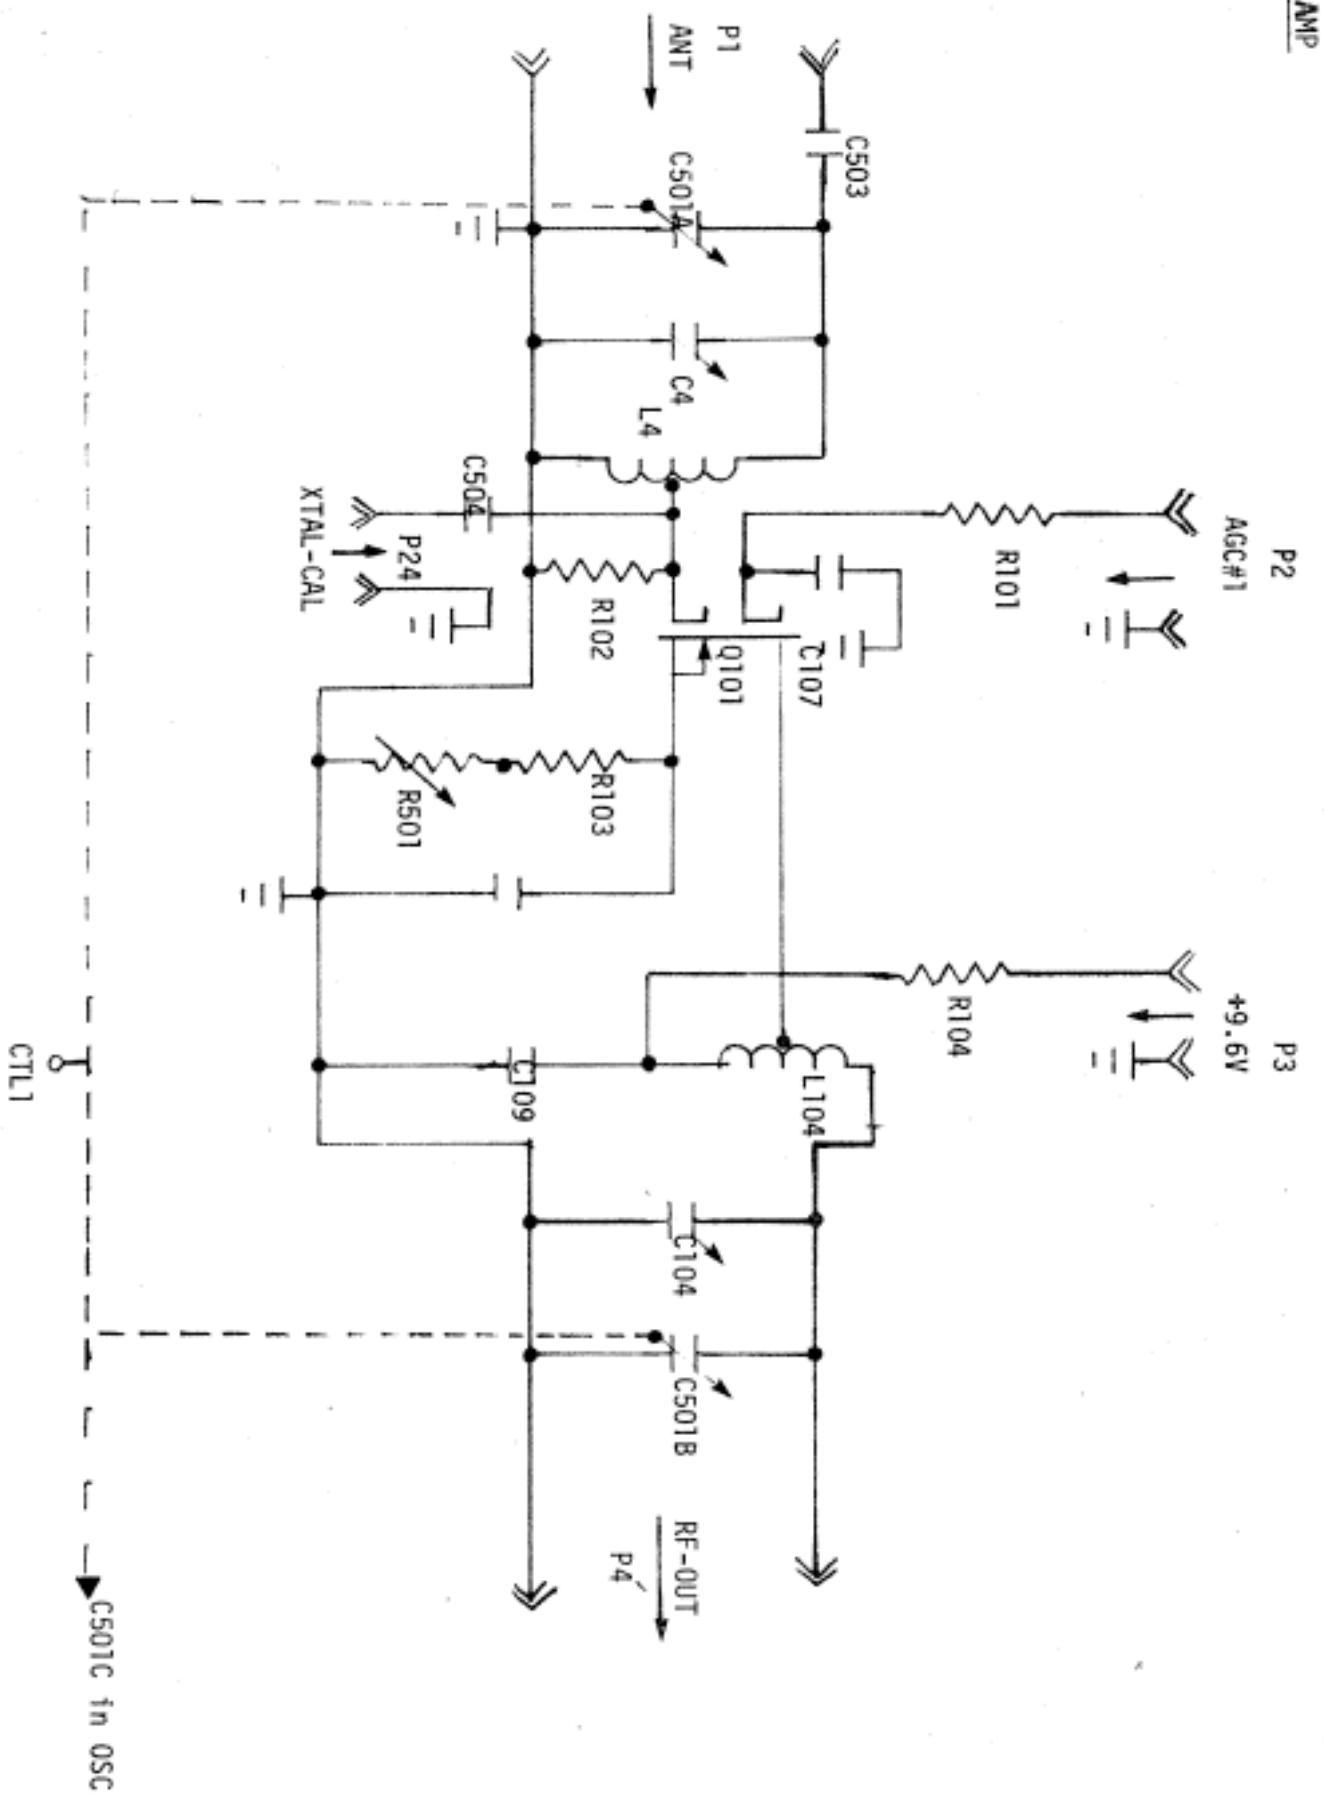 AMP
P1
ANT
C503
C501A
C4
L4
P2
AGC#1
R101
C504
XTAL-CAL
P24
R102
Q101
C107
R103
R501
P3
+9.6V
R104
L104
C109
C104
C501B
RF-OUT
P4
CTL1
C501C in OSC